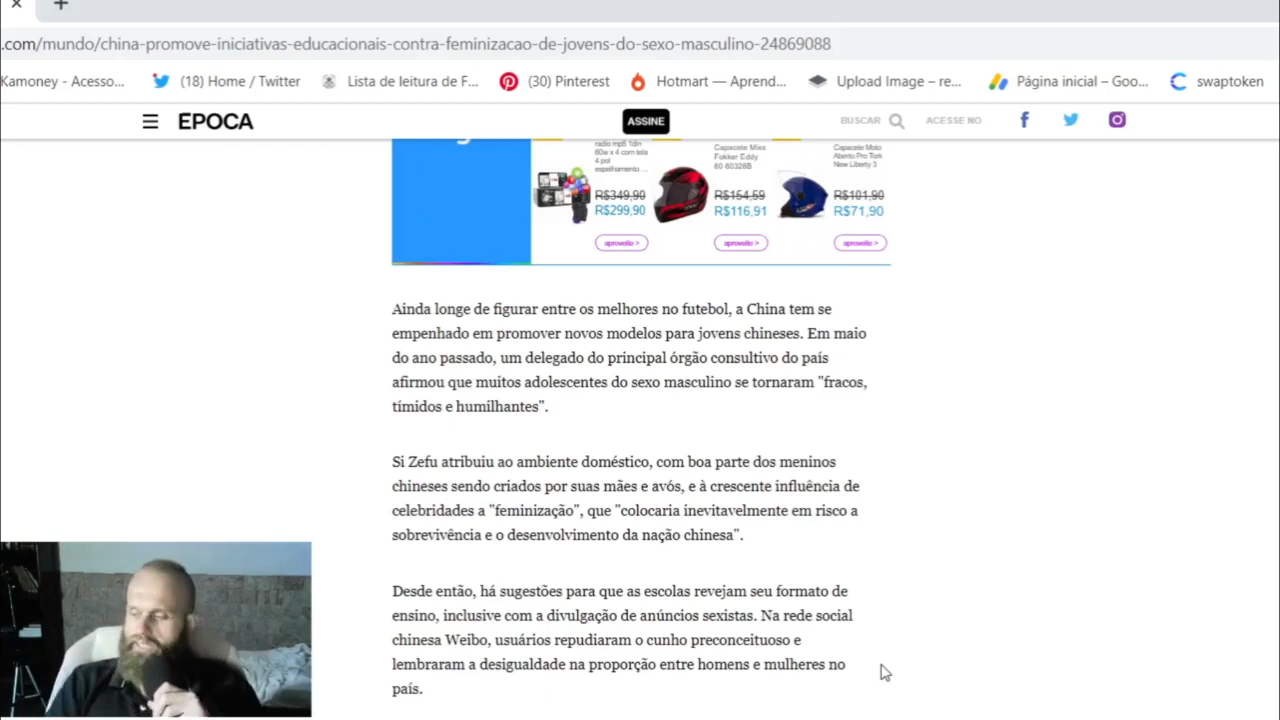 .com/mundo/china-promove-iniciativas-educacionais-contra-feminizacao-de-jovens-do-sexo-masculino-24869088
Kamoney - Acesso... (18) Home / Twitter Lista de leitura de F... (30) Pinterest Hotmart — Aprend... Upload Image – re... Página inicial – Goo... swaptoken
EPOCA ASSINE BUSCAR ACESSE NO
radio mp5 1din
60w x 4 com tela
4 pol
espelhamento ...
R$349,90
R$299,90
aproveite >
Capacete Mixs
Fokker Eddy
60 60326B
R$154,59
R$116,91
aproveite >
Capacete Moto
Aberto Pro Tork
New Liberty 3
R$101,90
R$71,90
aproveite >
Ainda longe de figurar entre os melhores no futebol, a China tem se
empenhado em promover novos modelos para jovens chineses. Em maio
do ano passado, um delegado do principal órgão consultivo do país
afirmou que muitos adolescentes do sexo masculino se tornaram "fracos,
tímidos e humilhantes".
Si Zefu atribuiu ao ambiente doméstico, com boa parte dos meninos
chineses sendo criados por suas mães e avós, e à crescente influência de
celebridades a "feminização", que "colocaria inevitavelmente em risco a
sobrevivência e o desenvolvimento da nação chinesa".
Desde então, há sugestões para que as escolas revejam seu formato de
ensino, inclusive com a divulgação de anúncios sexistas. Na rede social
chinesa Weibo, usuários repudiaram o cunho preconceituoso e
lembraram a desigualdade na proporção entre homens e mulheres no
país.